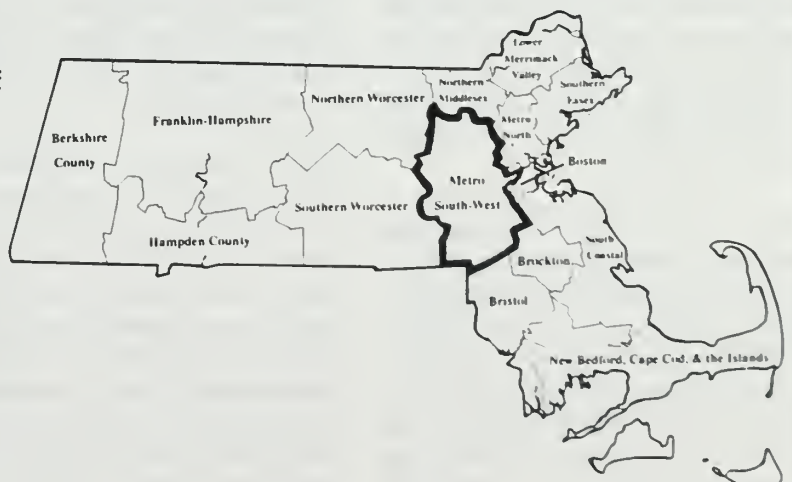 Lower
Merrimack
Valley
Northern
Middlesex
Southern
Essex
Northern Worcester
Franklin-Hampshire
Metro
North
Berkshire
County
Boston
Metro
South-West
Southern Worcester
Hampden County
South
Coastal
Brockton
Bristol
New Bedford, Cape Cod, & the Islands